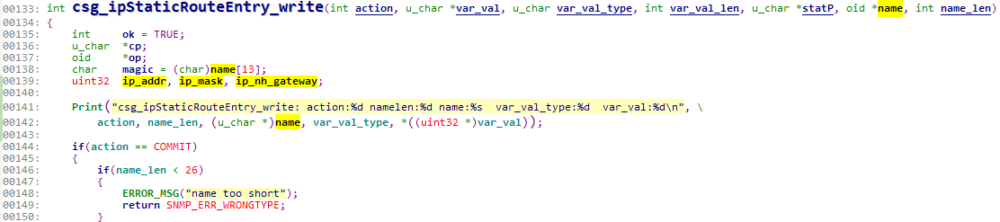 00133: int csg_ipStaticRouteEntry_write(int action, u_char *var_val, u_char var_val_type, int var_val_len, u_char *statP, oid *name, int name_len)
00134: {
00135:     int     ok = TRUE;
00136:     u_char  *cp;
00137:     oid     *op;
00138:     char    magic = (char)name[13];
00139:     uint32  ip_addr, ip_mask, ip_nh_gateway;
00140:
00141:     Print("csg_ipStaticRouteEntry_write: action:%d namelen:%d name:%s  var_val_type:%d  var_val:%d\n", \
00142:         action, name_len, (u_char *)name, var_val_type, *((uint32 *)var_val));
00143:
00144:     if(action == COMMIT)
00145:     {
00146:         if(name_len < 26)
00147:         {
00148:             ERROR_MSG("name too short");
00149:             return SNMP_ERR_WRONGTYPE;
00150:         }